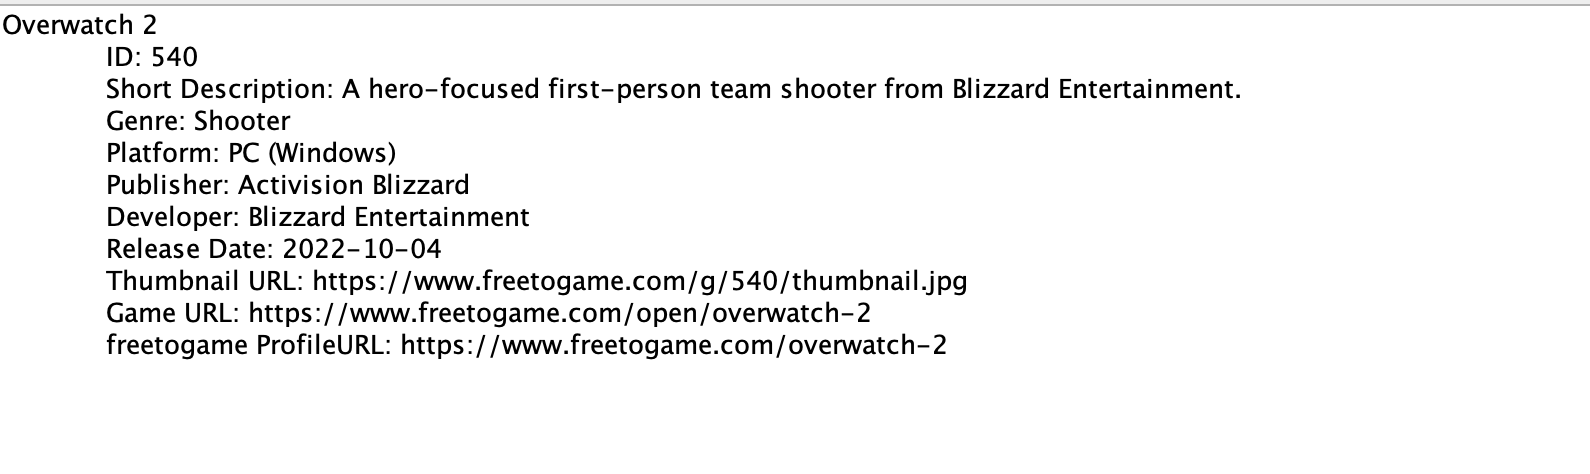 Overwatch 2
ID: 540
Short Description: A hero-focused first-person team shooter from Blizzard Entertainment.
Genre: Shooter
Platform: PC (Windows)
Publisher: Activision Blizzard
Developer: Blizzard Entertainment
Release Date: 2022-10-04
Thumbnail URL: https://www.freetogame.com/g/540/thumbnail.jpg
Game URL: https://www.freetogame.com/open/overwatch-2
freetogame ProfileURL: https://www.freetogame.com/overwatch-2